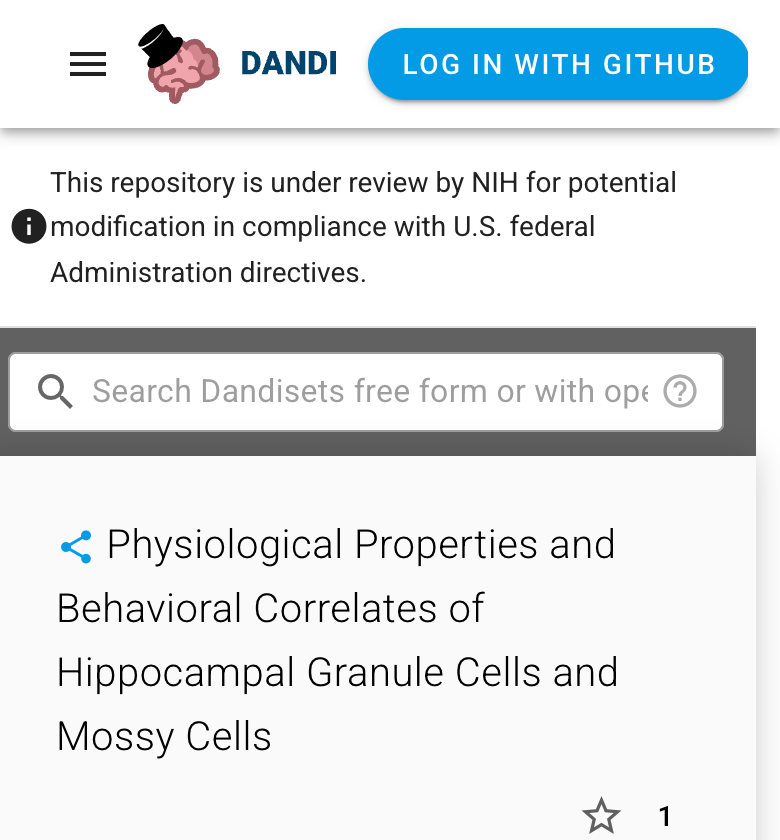 DANDI
LOG IN WITH GITHUB
This repository is under review by NIH for potential
modification in compliance with U.S. federal
Administration directives.
Search Dandisets free form or with ope
Physiological Properties and
Behavioral Correlates of
Hippocampal Granule Cells and
Mossy Cells
1